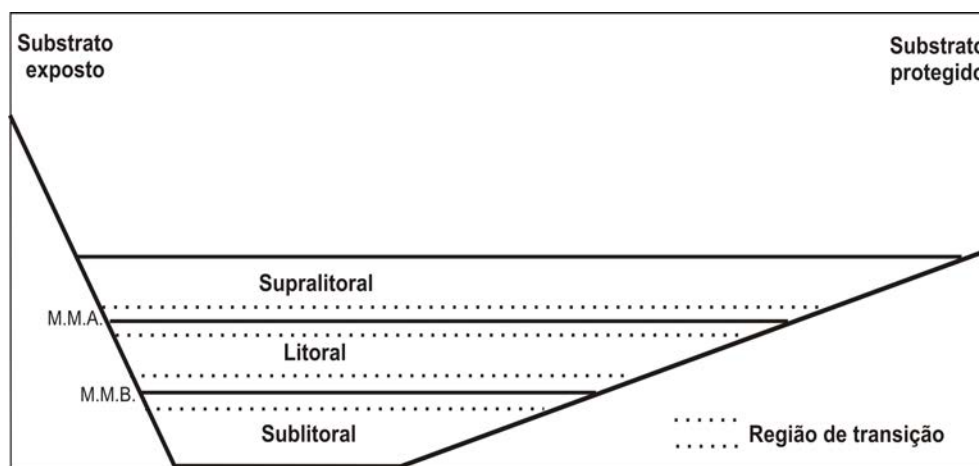 Substrato
exposto
Substrato
protegido
Supralitoral
M.M.A.
Litoral
M.M.B.
Sublitoral
Região de transição